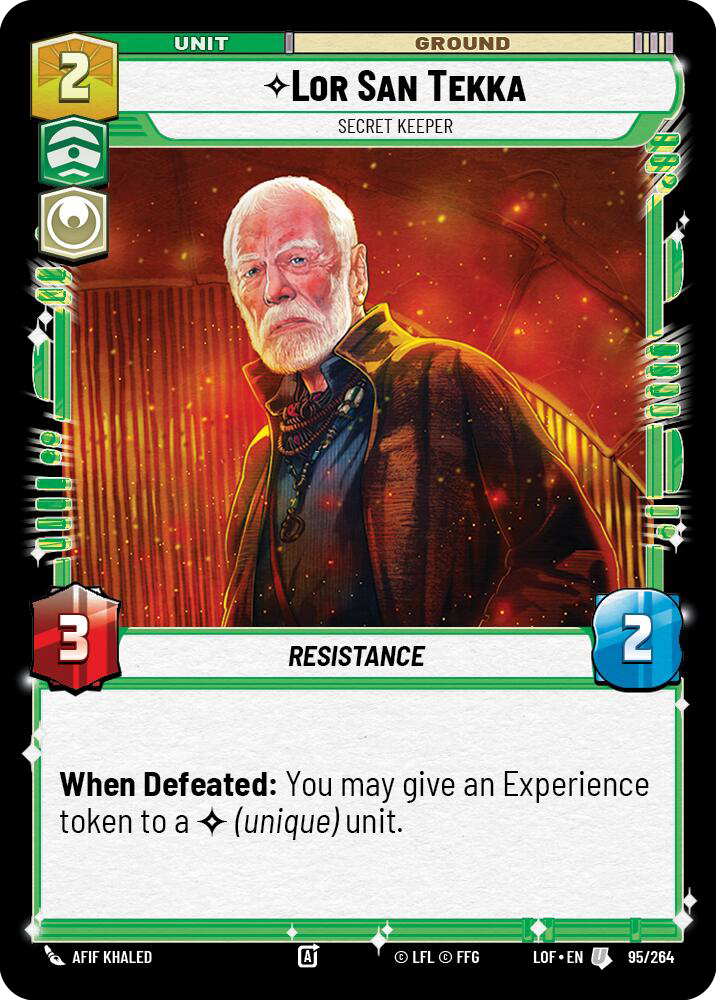 UNIT
GROUND
2
LOR SAN TEKKA
SECRET KEEPER
3
RESISTANCE
2
When Defeated: You may give an Experience
token to a (unique) unit.
AFIF KHALED
A
© LFL © FFG
LOF • EN
U
95/264